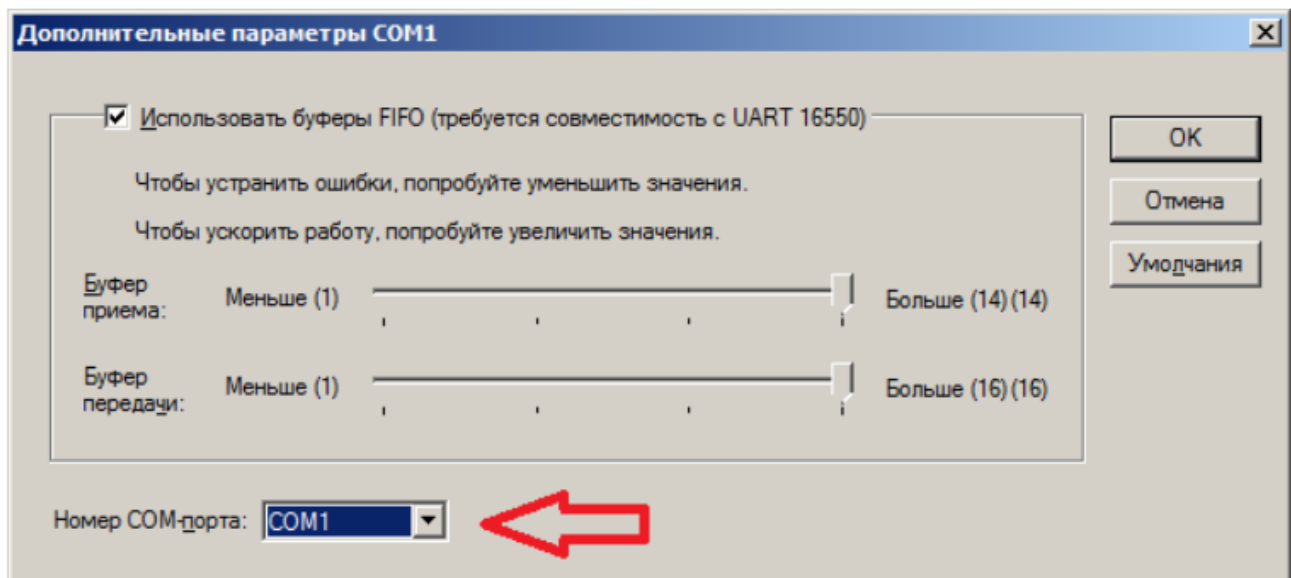 Дополнительные параметры COM1
Использовать буферы FIFO (требуется совместимость с UART 16550)
OK
Чтобы устранить ошибки, попробуйте уменьшить значения.
Отмена
Чтобы ускорить работу, попробуйте увеличить значения.
Умолчания
Буфер
приема:
Меньше (1)
Больше (14) (14)
Буфер
передачи:
Меньше (1)
Больше (16) (16)
Номер COM-порта:
COM1